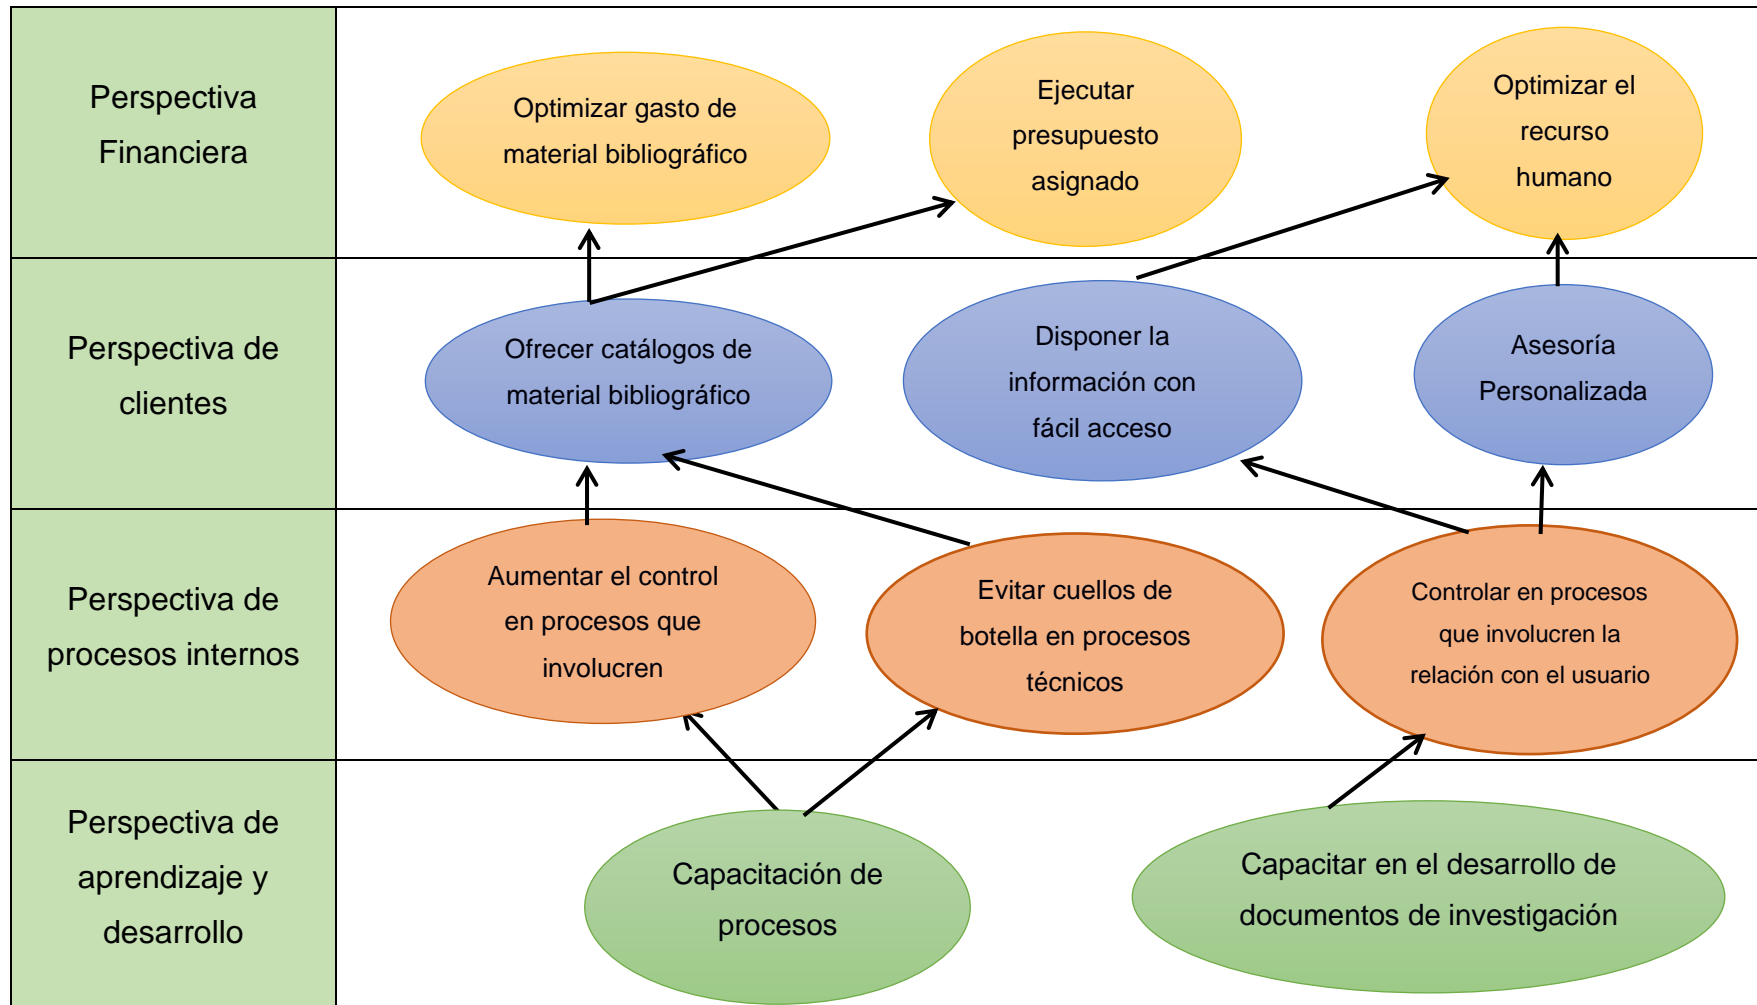 Perspectiva
Financiera
Optimizar gasto de
material bibliográfico
Ejecutar
presupuesto
asignado
Optimizar el
recurso
humano
Perspectiva de
clientes
Ofrecer catálogos de
material bibliográfico
Disponer la
información con
fácil acceso
Asesoría
Personalizada
Perspectiva de
procesos internos
Aumentar el control
en procesos que
involucren
Evitar cuellos de
botella en procesos
técnicos
Controlar en procesos
que involucren la
relación con el usuario
Perspectiva de
aprendizaje y
desarrollo
Capacitación de
procesos
Capacitar en el desarrollo de
documentos de investigación